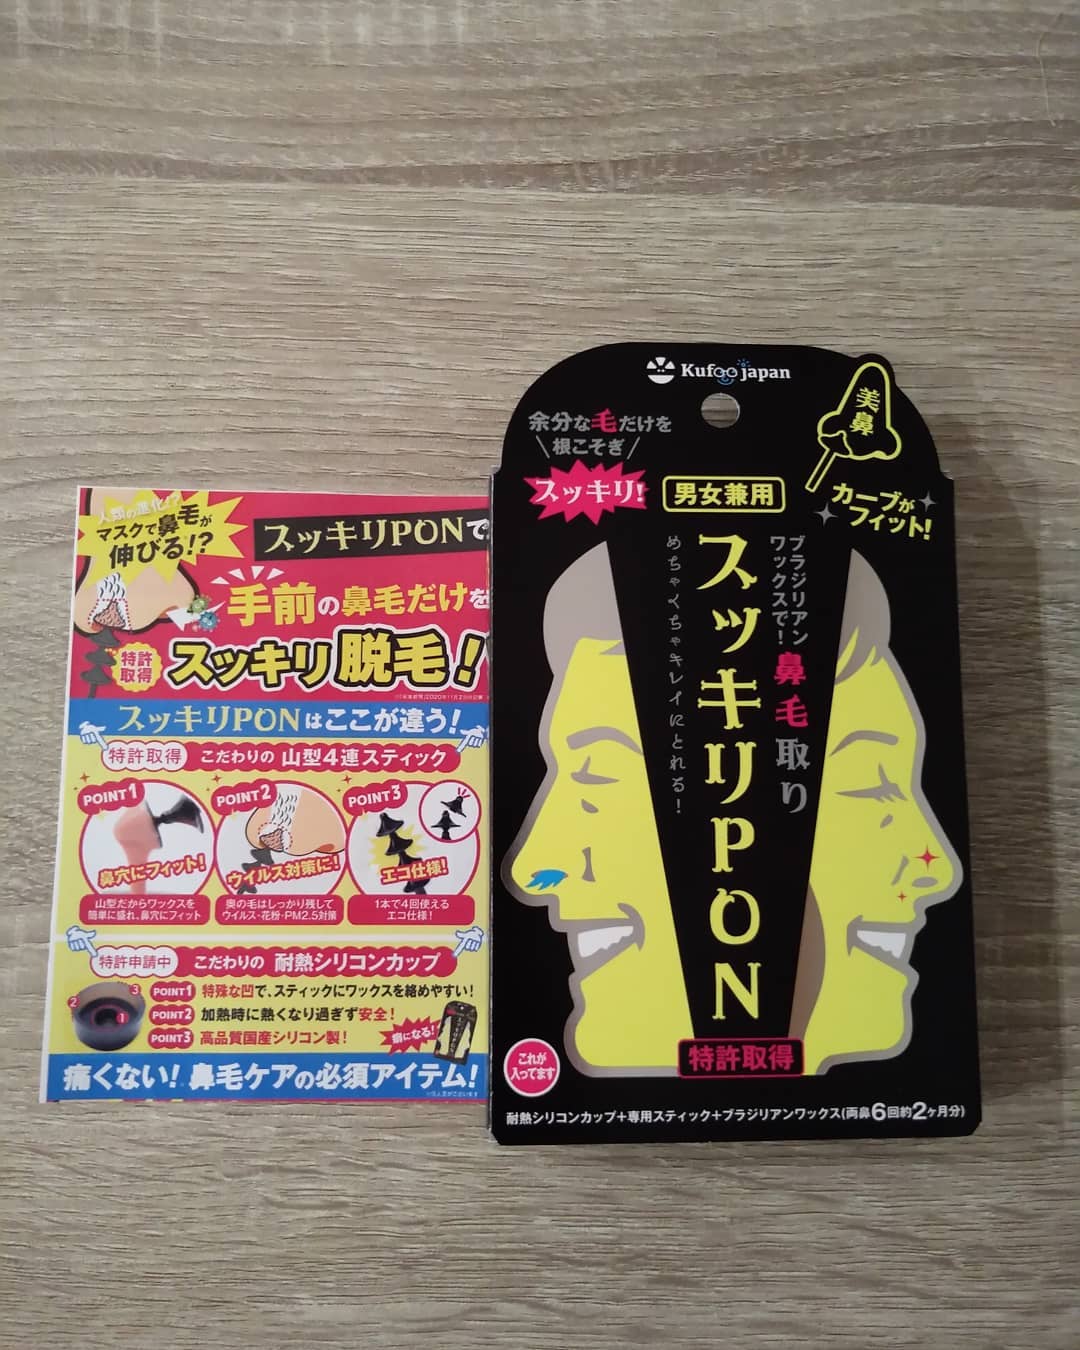 人類の進化!?
マスクで鼻毛が
伸びる!?
スッキリPONで
手前の鼻毛だけを
特許
取得
スッキリ脱毛!
スッキリPONはここが違う!
特許取得 こだわりの 山型4連スティック
POINT1
鼻穴にフィット!
山型だからワックスを
簡単に盛れ、鼻穴にフィット
POINT2
ウイルス対策に!
奥の毛はしっかり残して
ウイルス・花粉・PM2.5対策
POINT3
エコ仕様!
1本で4回使える
エコ仕様!
特許申請中 こだわりの 耐熱シリコンカップ
1
2
3
POINT1 特殊な凹で、スティックにワックスを絡めやすい!
POINT2 加熱時に熱くなり過ぎず安全!
POINT3 高品質国産シリコン製!
癖になる!
痛くない!鼻毛ケアの必須アイテム!
Kufoo japan
余分な毛だけを
根こそぎ
スッキリ!
男女兼用
美鼻
カーブが
フィット!
ブラジリアン
ワックスで!
鼻毛取り
スッキリPON
めちゃくちゃキレイにとれる!
特許取得
これが
入ってます
耐熱シリコンカップ+専用スティック+ブラジリアンワックス(両鼻6回約2ヶ月分)